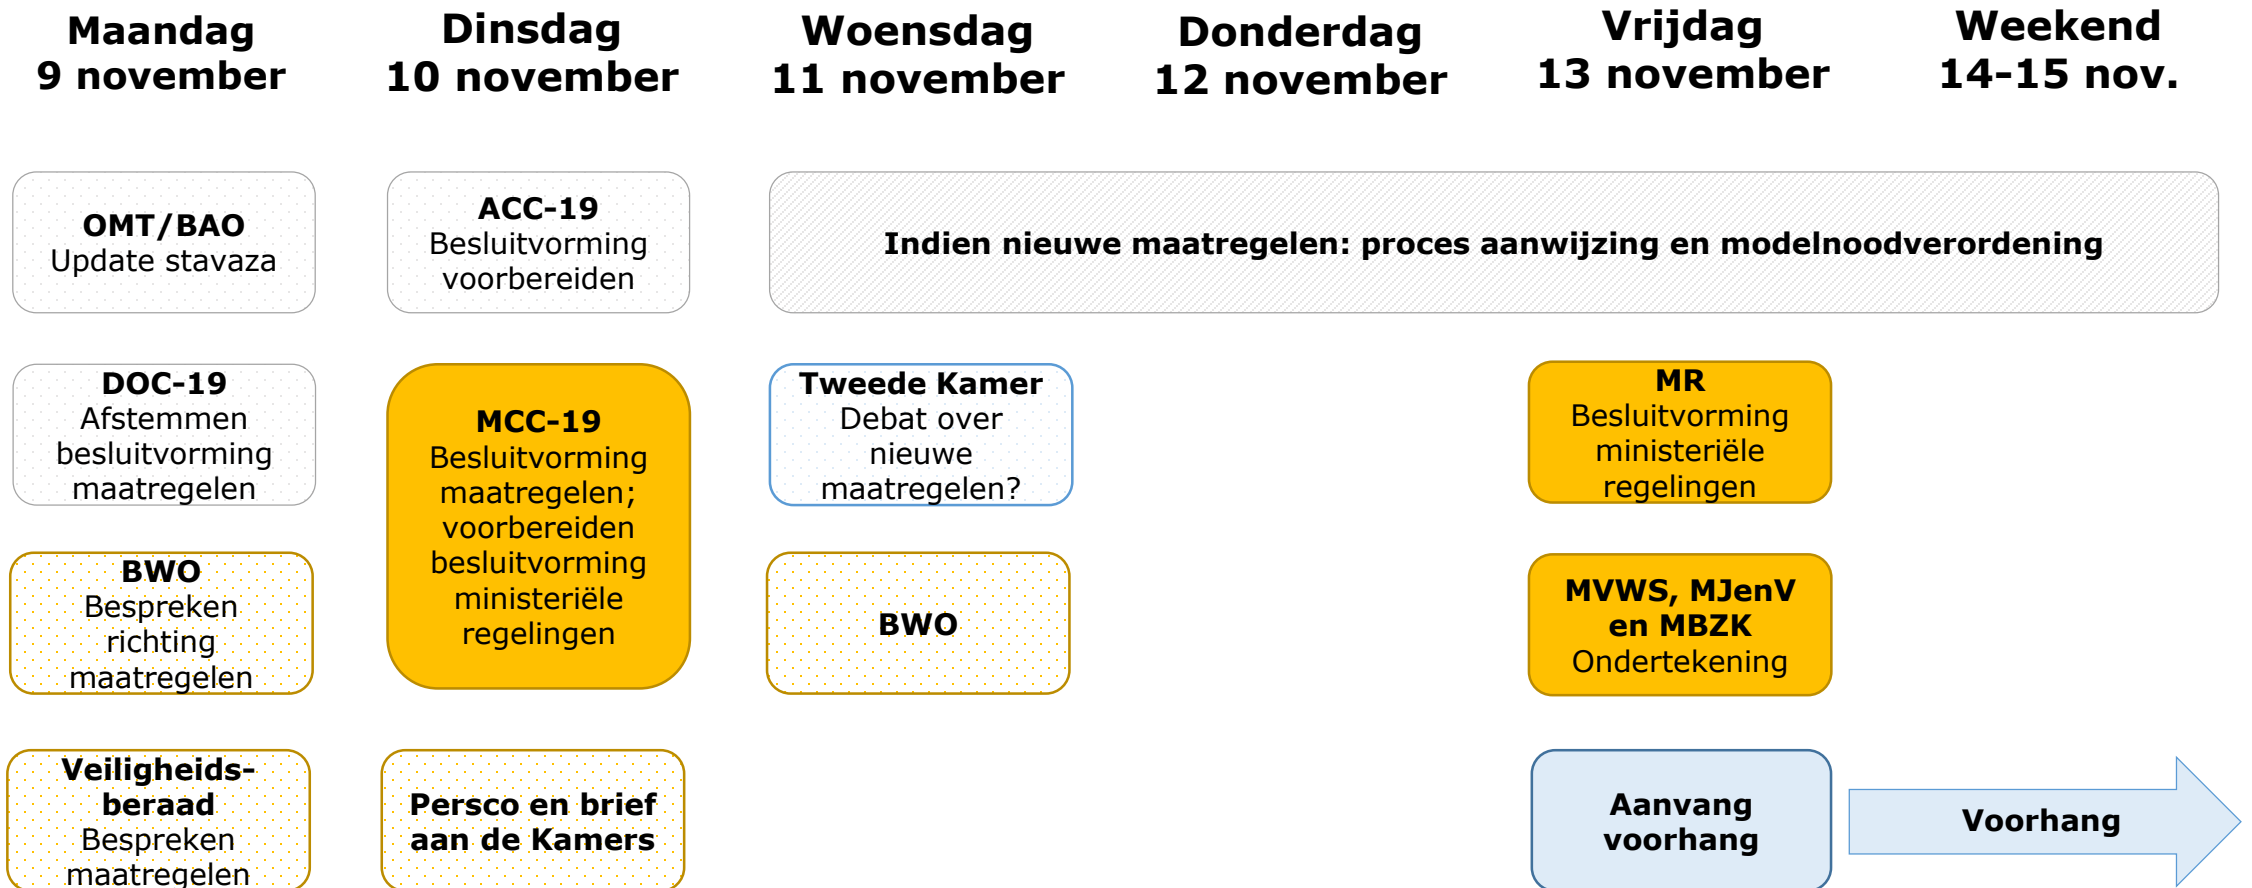 Maandag
9 november
Dinsdag
10 november
Woensdag
11 november
Donderdag
12 november
Vrijdag
13 november
Weekend
14-15 nov.
OMT/BAO
Update stavaza
ACC-19
Besluitvorming
voorbereiden
Indien nieuwe maatregelen: proces aanwijzing en modelnoodverordening
DOC-19
Afstemmen
besluitvorming
maatregelen
MCC-19
Besluitvorming
maatregelen;
voorbereiden
besluitvorming
ministeriële
regelingen
Tweede Kamer
Debat over
nieuwe
maatregelen?
MR
Besluitvorming
ministeriële
regelingen
BWO
Bespreken
richting
maatregelen
BWO
MVWS, MJenV
en MBZK
Ondertekening
Veiligheids-
beraad
Bespreken
maatregelen
Persco en brief
aan de Kamers
Aanvang
voorhang
Voorhang